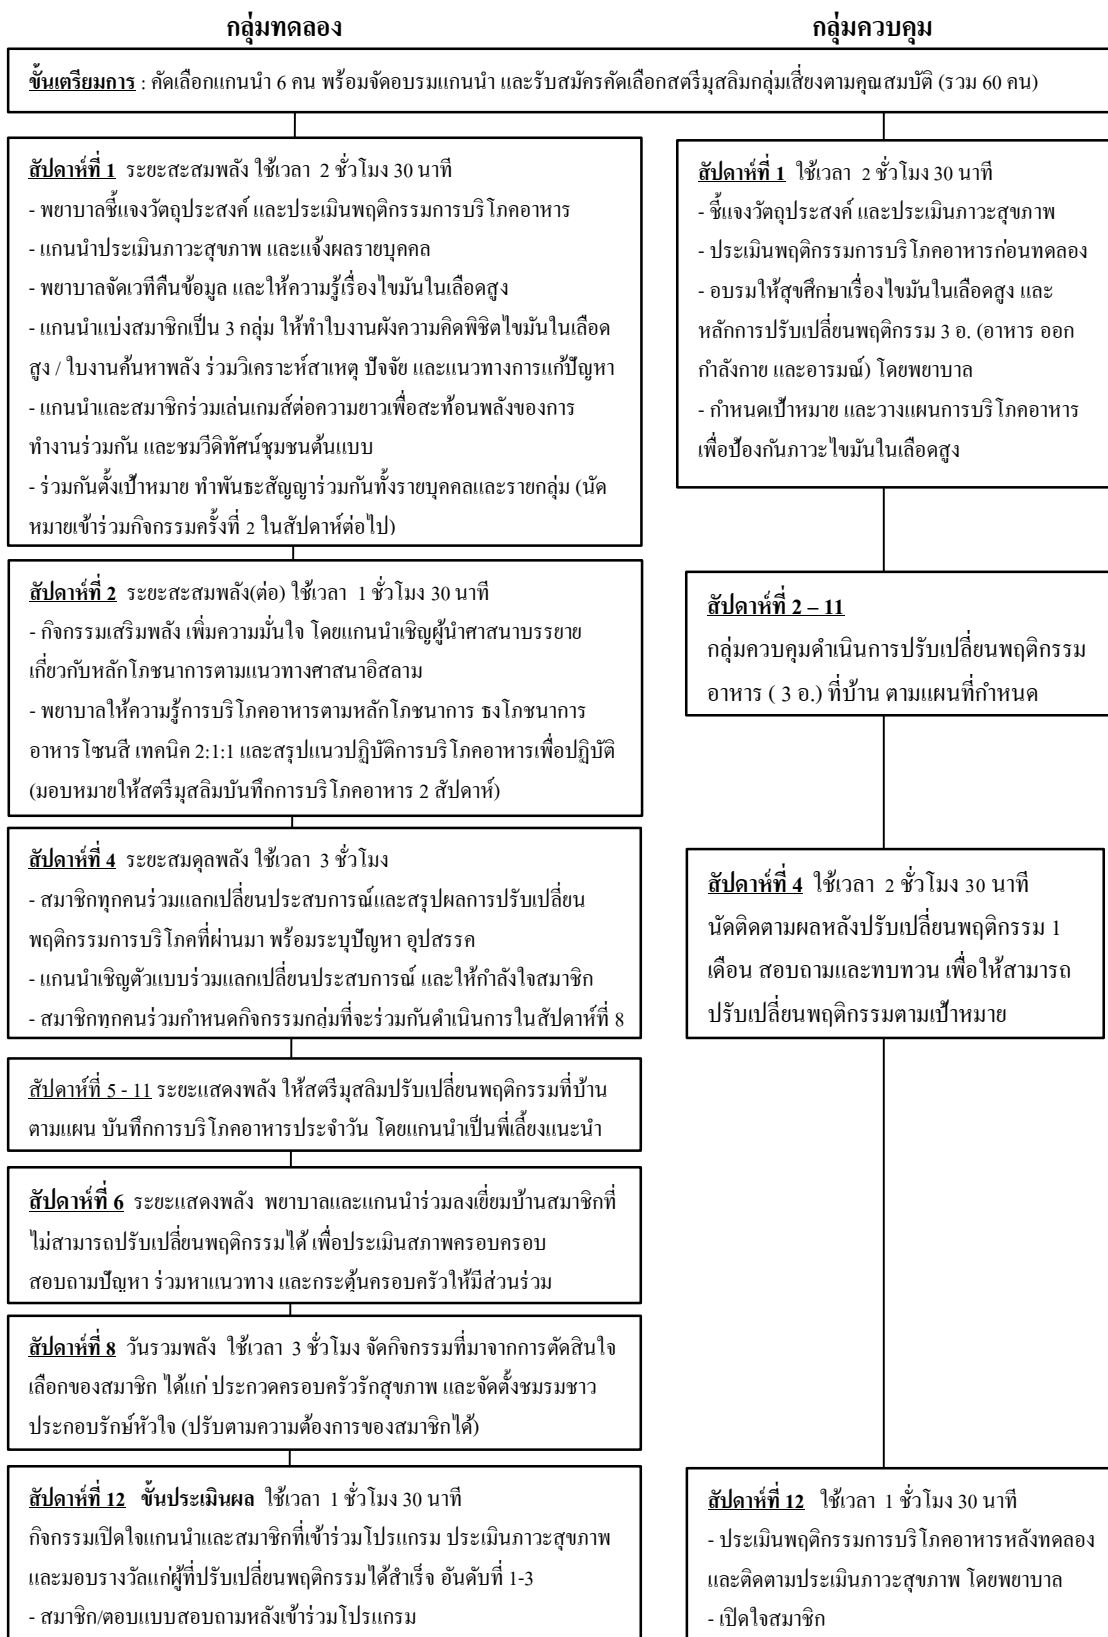 กลุ่มทดลอง
กลุ่มควบคุม
ขั้นเตรียมการ : คัดเลือกแกนนำ 6 คน พร้อมจัดอบรมแกนนำ และรับสมัครคัดเลือกสตรีมุสลิมกลุ่มเสี่ยงตามคุณสมบัติ (รวม 60 คน)
สัปดาห์ที่ 1 ระยะสะสมพลัง ใช้เวลา 2 ชั่วโมง 30 นาที
- พยาบาลชี้แจงวัตถุประสงค์ และประเมินพฤติกรรมการบริโภคอาหาร
- แกนนำประเมินภาวะสุขภาพ และแจ้งผลรายบุคคล
- พยาบาลจัดเวทีคืนข้อมูล และให้ความรู้เรื่องไขมันในเลือดสูง
- แกนนำแบ่งสมาชิกเป็น 3 กลุ่ม ให้ทำใบงานผังความคิดพิชิตไขมันในเลือด
สูง / ใบงานค้นหาพลัง ร่วมวิเคราะห์สาเหตุ ปัจจัย และแนวทางการแก้ปัญหา
- แกนนำและสมาชิกร่วมเล่นเกมส์ต่อความยาวเพื่อสะท้อนพลังของการ
ทำงานร่วมกัน และชมวีดิทัศน์ชุมชนต้นแบบ
- ร่วมกันตั้งเป้าหมาย ทำพันธะสัญญาร่วมกันทั้งรายบุคคลและรายกลุ่ม (นัด
หมายเข้าร่วมกิจกรรมครั้งที่ 2 ในสัปดาห์ต่อไป)
สัปดาห์ที่ 1 ใช้เวลา 2 ชั่วโมง 30 นาที
- ชี้แจงวัตถุประสงค์ และประเมินภาวะสุขภาพ
- ประเมินพฤติกรรมการบริโภคอาหารก่อนทดลอง
- อบรมให้สุขศึกษาเรื่องไขมันในเลือดสูง และ
หลักการปรับเปลี่ยนพฤติกรรม 3 อ. (อาหาร ออก
กำลังกาย และอารมณ์) โดยพยาบาล
- กำหนดเป้าหมาย และวางแผนการบริโภคอาหาร
เพื่อป้องกันภาวะไขมันในเลือดสูง
สัปดาห์ที่ 2 ระยะสะสมพลัง(ต่อ) ใช้เวลา 1 ชั่วโมง 30 นาที
- กิจกรรมเสริมพลัง เพิ่มความมั่นใจ โดยแกนนำเชิญผู้นำศาสนาบรรยาย
เกี่ยวกับหลักโภชนาการตามแนวทางศาสนาอิสลาม
- พยาบาลให้ความรู้การบริโภคอาหารตามหลักโภชนาการ ธงโภชนาการ
อาหารโซนสี เทคนิค 2:1:1 และสรุปแนวปฏิบัติการบริโภคอาหารเพื่อปฏิบัติ
(มอบหมายให้สตรีมุสลิมบันทึกการบริโภคอาหาร 2 สัปดาห์)
สัปดาห์ที่ 2 – 11
กลุ่มควบคุมดำเนินการปรับเปลี่ยนพฤติกรรม
อาหาร ( 3 อ.) ที่บ้าน ตามแผนที่กำหนด
สัปดาห์ที่ 4 ระยะสมดุลพลัง ใช้เวลา 3 ชั่วโมง
- สมาชิกทุกคนร่วมแลกเปลี่ยนประสบการณ์และสรุปผลการปรับเปลี่ยน
พฤติกรรมการบริโภคที่ผ่านมา พร้อมระบุปัญหา อุปสรรค
- แกนนำเชิญตัวแบบร่วมแลกเปลี่ยนประสบการณ์ และให้กำลังใจสมาชิก
- สมาชิกทุกคนร่วมกำหนดกิจกรรมกลุ่มที่จะร่วมกันดำเนินการในสัปดาห์ที่ 8
สัปดาห์ที่ 4 ใช้เวลา 2 ชั่วโมง 30 นาที
นัดติดตามผลหลังปรับเปลี่ยนพฤติกรรม 1
เดือน สอบถามและทบทวน เพื่อให้สามารถ
ปรับเปลี่ยนพฤติกรรมตามเป้าหมาย
สัปดาห์ที่ 5 - 11 ระยะแสดงพลัง ให้สตรีมุสลิมปรับเปลี่ยนพฤติกรรมที่บ้าน
ตามแผน บันทึกการบริโภคอาหารประจำวัน โดยแกนนำเป็นพี่เลี้ยงแนะนำ
สัปดาห์ที่ 6 ระยะแสดงพลัง พยาบาลและแกนนำร่วมลงเยี่ยมบ้านสมาชิกที่
ไม่สามารถปรับเปลี่ยนพฤติกรรมได้ เพื่อประเมินสภาพครอบครอบ
สอบถามปัญหา ร่วมหาแนวทาง และกระตุ้นครอบครัวให้มีส่วนร่วม
สัปดาห์ที่ 8 วันรวมพลัง ใช้เวลา 3 ชั่วโมง จัดกิจกรรมที่มาจากการตัดสินใจ
เลือกของสมาชิก ได้แก่ ประกวดครอบครัวรักสุขภาพ และจัดตั้งชมรมชาว
ประกอบรักษ์หัวใจ (ปรับตามความต้องการของสมาชิกได้)
สัปดาห์ที่ 12 ขั้นประเมินผล ใช้เวลา 1 ชั่วโมง 30 นาที
กิจกรรมเปิดใจแกนนำและสมาชิกที่เข้าร่วมโปรแกรม ประเมินภาวะสุขภาพ
และมอบรางวัลแก่ผู้ที่ปรับเปลี่ยนพฤติกรรมได้สำเร็จ อันดับที่ 1-3
- สมาชิก/ตอบแบบสอบถามหลังเข้าร่วมโปรแกรม
สัปดาห์ที่ 12 ใช้เวลา 1 ชั่วโมง 30 นาที
- ประเมินพฤติกรรมการบริโภคอาหารหลังทดลอง
และติดตามประเมินภาวะสุขภาพ โดยพยาบาล
- เปิดใจสมาชิก